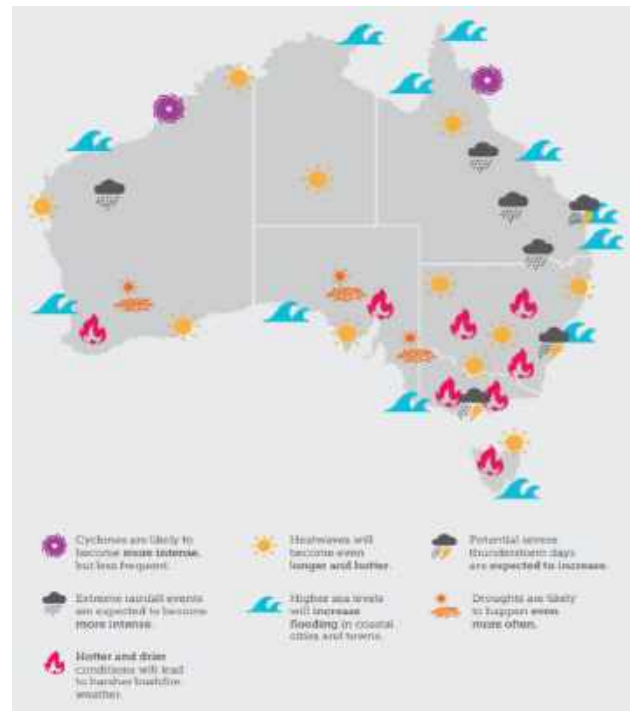 Cyclones are likely to
become more intense,
but less frequent.
Heatwaves will
become even
longer and hotter.
Potential severe
thunderstorm days
are expected to increase.
Extreme rainfall events
are expected to become
more intense.
Higher sea levels
will increase
flooding in coastal
cities and towns.
Droughts are likely
to happen even
more often.
Hotter and drier
conditions will lead
to harsher bushfire
weather.